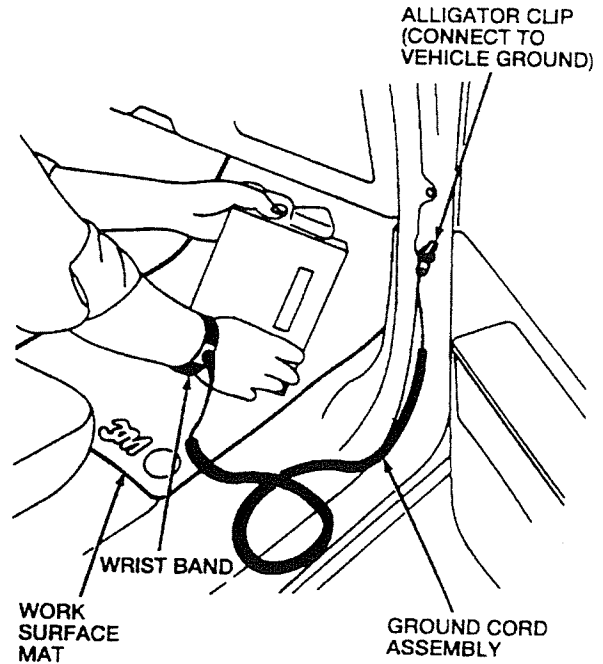 ALLIGATOR CLIP
(CONNECT TO
VEHICLE GROUND)
WRIST BAND
WORK
SURFACE
MAT
GROUND CORD
ASSEMBLY